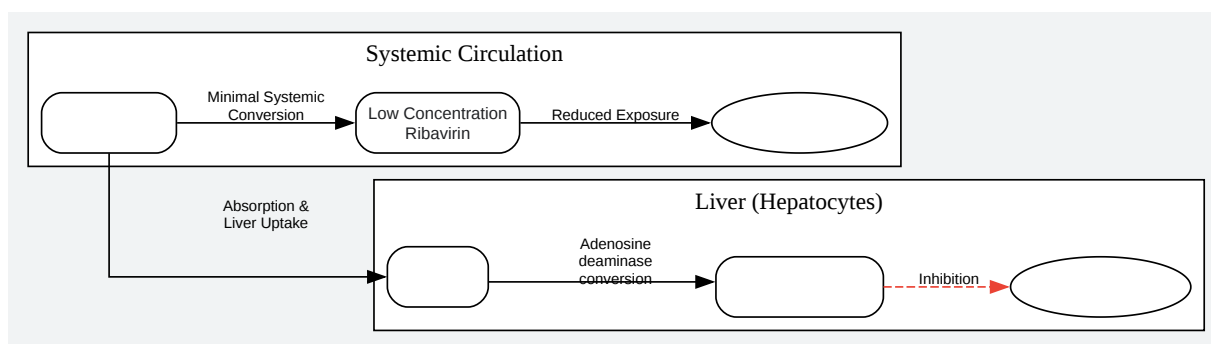 Systemic Circulation
Minimal Systemic
Conversion
Low Concentration
Ribavirin
Reduced Exposure
Absorption &
Liver Uptake
Liver (Hepatocytes)
Adenosine
deaminase
conversion
Inhibition